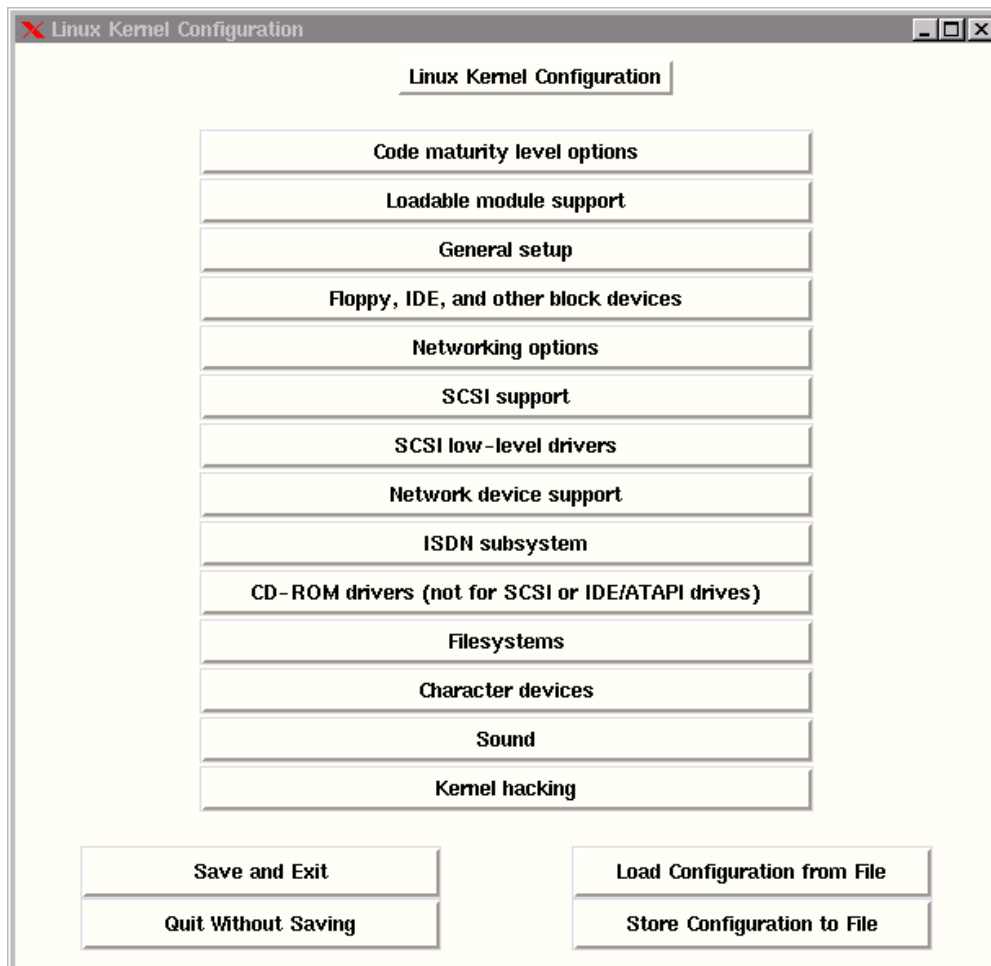 Linux Kernel Configuration
Linux Kernel Configuration
Code maturity level options
Loadable module support
General setup
Floppy, IDE, and other block devices
Networking options
SCSI support
SCSI low-level drivers
Network device support
ISDN subsystem
CD-ROM drivers (not for SCSI or IDE/ATAPI drives)
Filesystems
Character devices
Sound
Kernel hacking
Save and Exit
Load Configuration from File
Quit Without Saving
Store Configuration to File